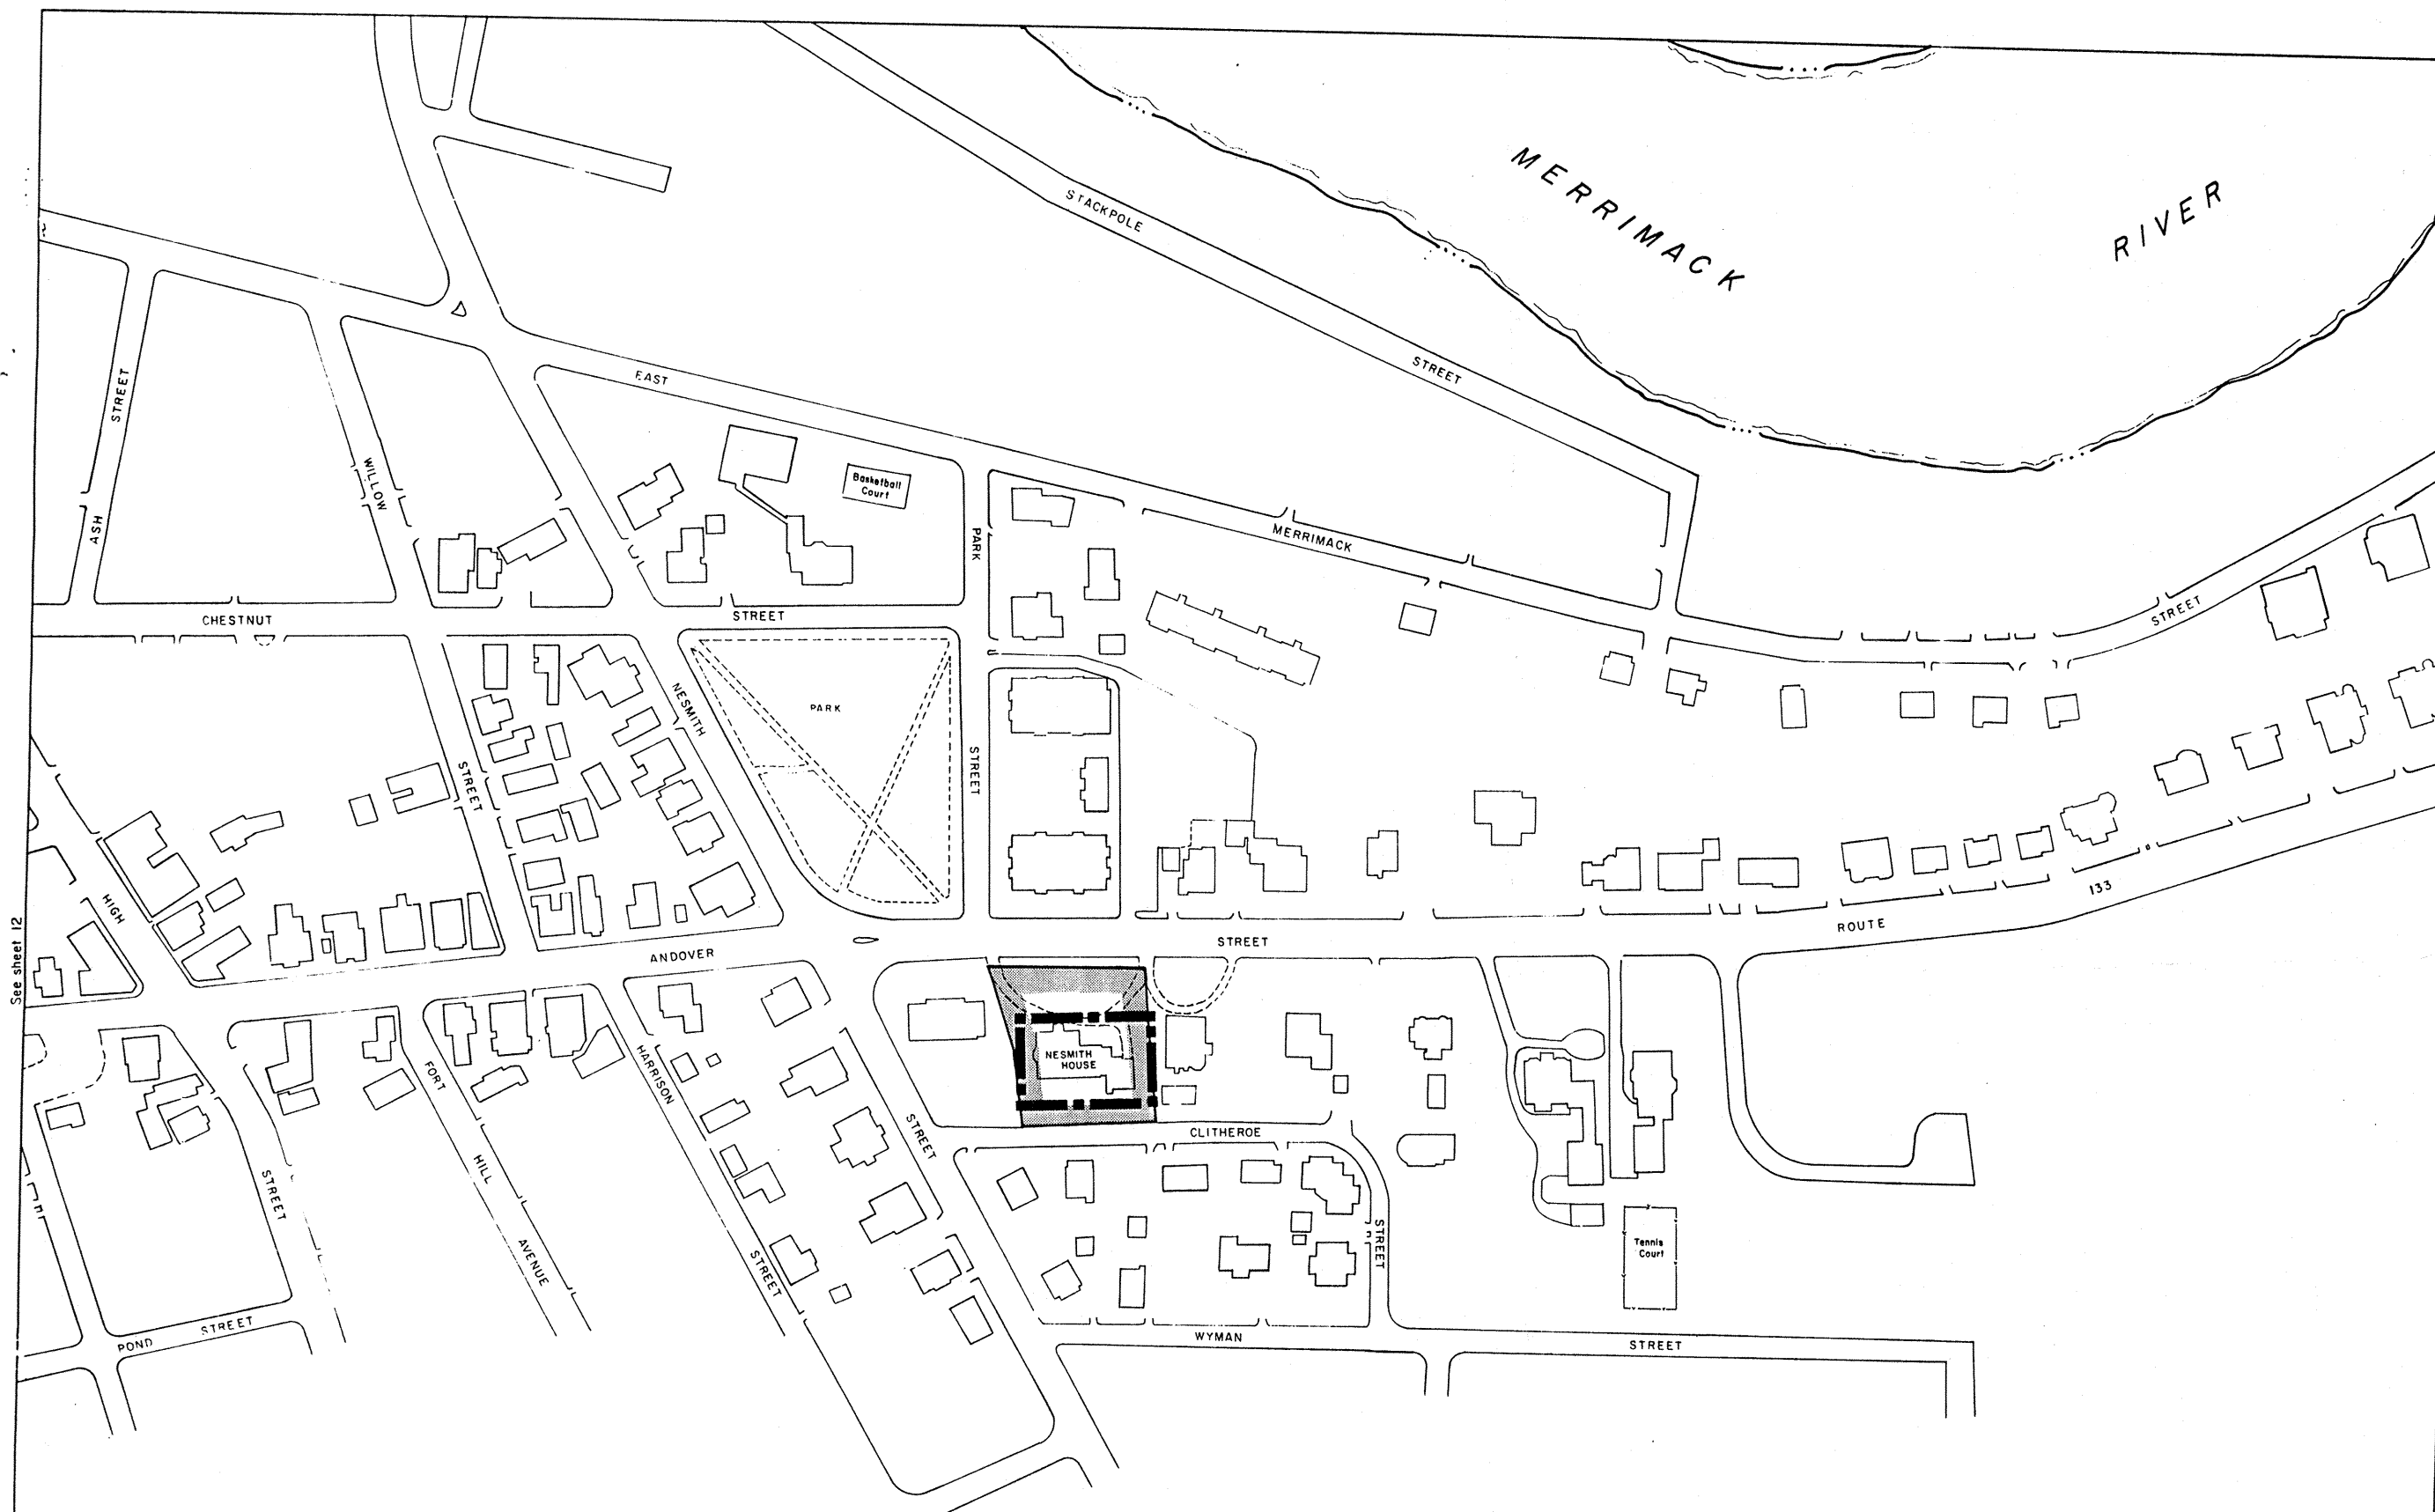 MERRIMACK
RIVER
STACKPOLE
STREET
EAST
MERRIMACK
STREET
ASH
STREET
WILLOW
STREET
Basketball
Court
PARK
STREET
CHESTNUT
STREET
PARK
NESMITH
STREET
HIGH
STREET
See sheet 12
ANDOVER
STREET
ROUTE
133
NESMITH
HOUSE
FORT
HILL
AVENUE
HARRISON
STREET
CLITHEROE
STREET
Tennis
Court
POND
STREET
WYMAN
STREET